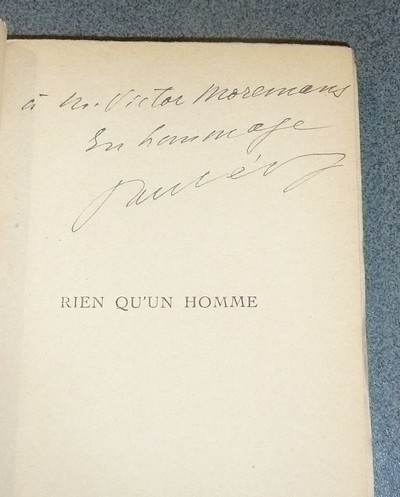 à M. Victor Moremans
En hommage
RIEN QU'UN HOMME